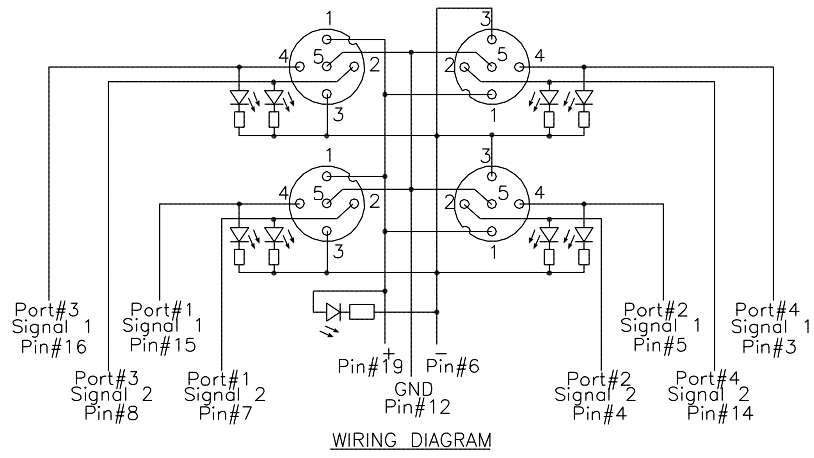 1
3
4
5
2
2
5
4
3
1
1
3
4
5
2
2
5
4
3
1
Port#3
Signal 1
Pin#16
Port#1
Signal 1
Pin#15
Port#2
Signal 1
Pin#5
Port#4
Signal 1
Pin#3
+
Pin#19
−
Pin#6
GND
Pin#12
Port#3
Signal 2
Pin#8
Port#1
Signal 2
Pin#7
Port#2
Signal 2
Pin#4
Port#4
Signal 2
Pin#14
WIRING DIAGRAM